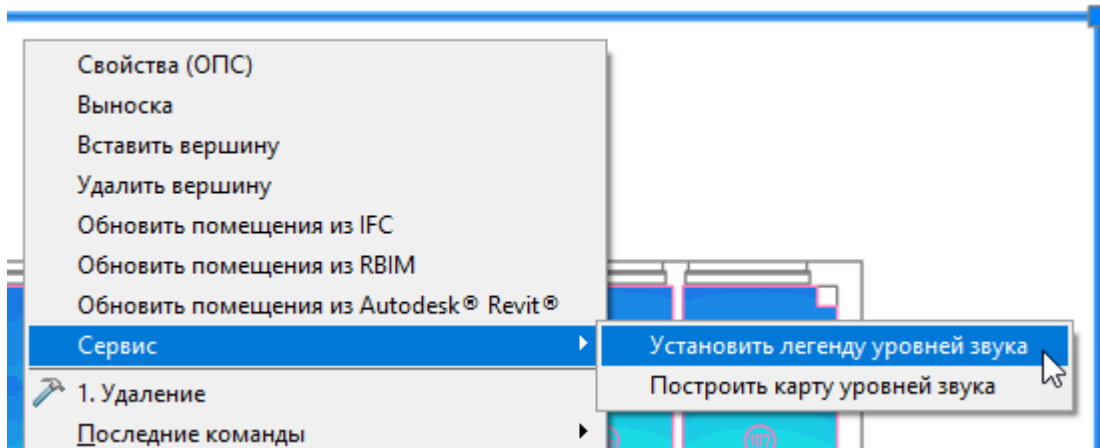 Свойства (ОПС)
Выноска
Вставить вершину
Удалить вершину
Обновить помещения из IFC
Обновить помещения из RBIM
Обновить помещения из Autodesk® Revit®
Сервис
Установить легенду уровней звука
Построить карту уровней звука
1. Удаление
Последние команды
107